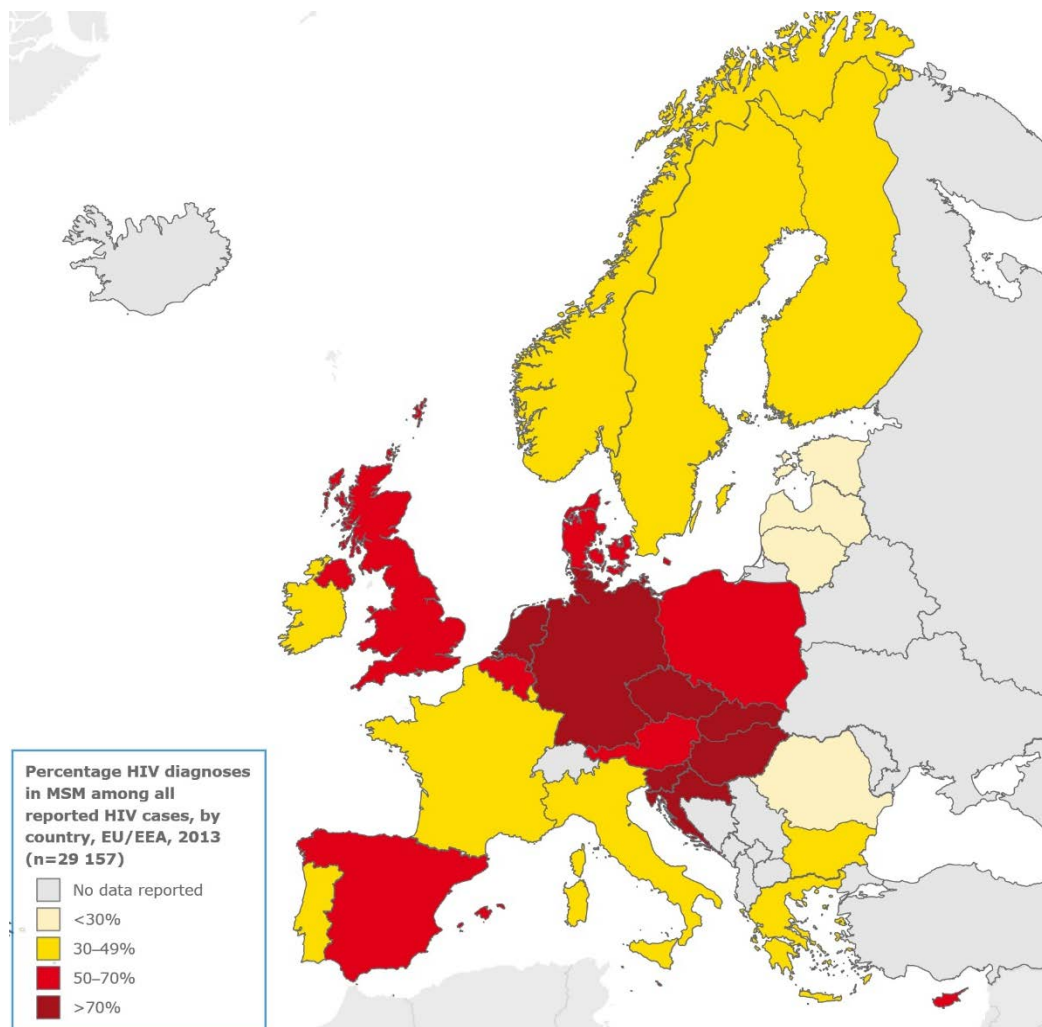 Percentage HIV diagnoses
in MSM among all
reported HIV cases, by
country, EU/EEA, 2013
(n=29 157)
No data reported
<30%
30–49%
50–70%
>70%